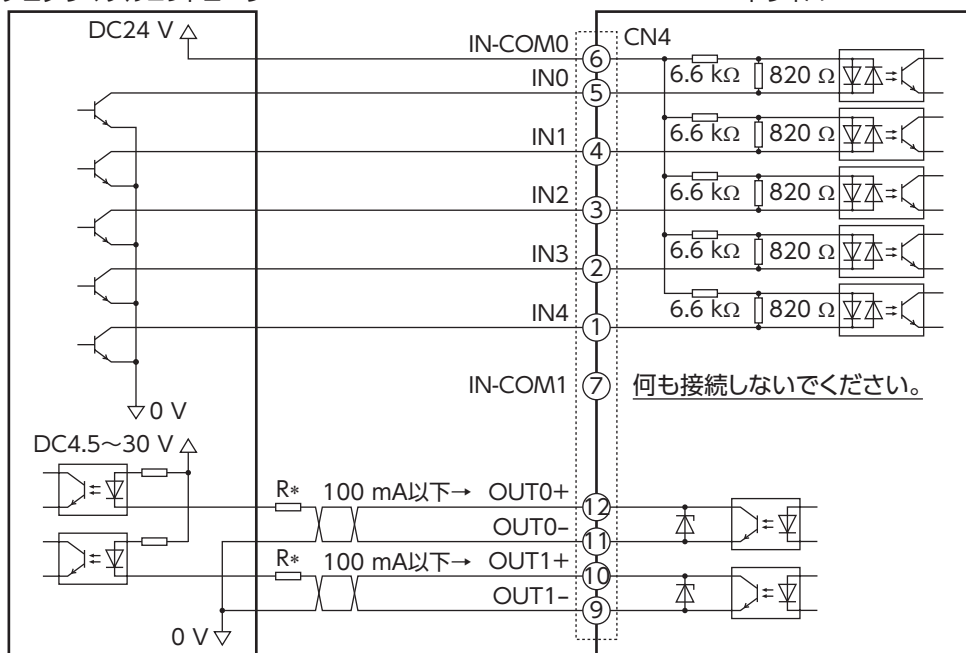 DC24 V
IN-COM0
CN4
6
6.6 kΩ
820 Ω
IN0
5
6.6 kΩ
820 Ω
IN1
4
6.6 kΩ
820 Ω
IN2
3
6.6 kΩ
820 Ω
IN3
2
6.6 kΩ
820 Ω
IN4
1
IN-COM1
7
何も接続しないでください。
0 V
DC4.5~30 V
R*
100 mA以下→
OUT0+
12
OUT0–
11
R*
100 mA以下→
OUT1+
10
OUT1–
9
0 V